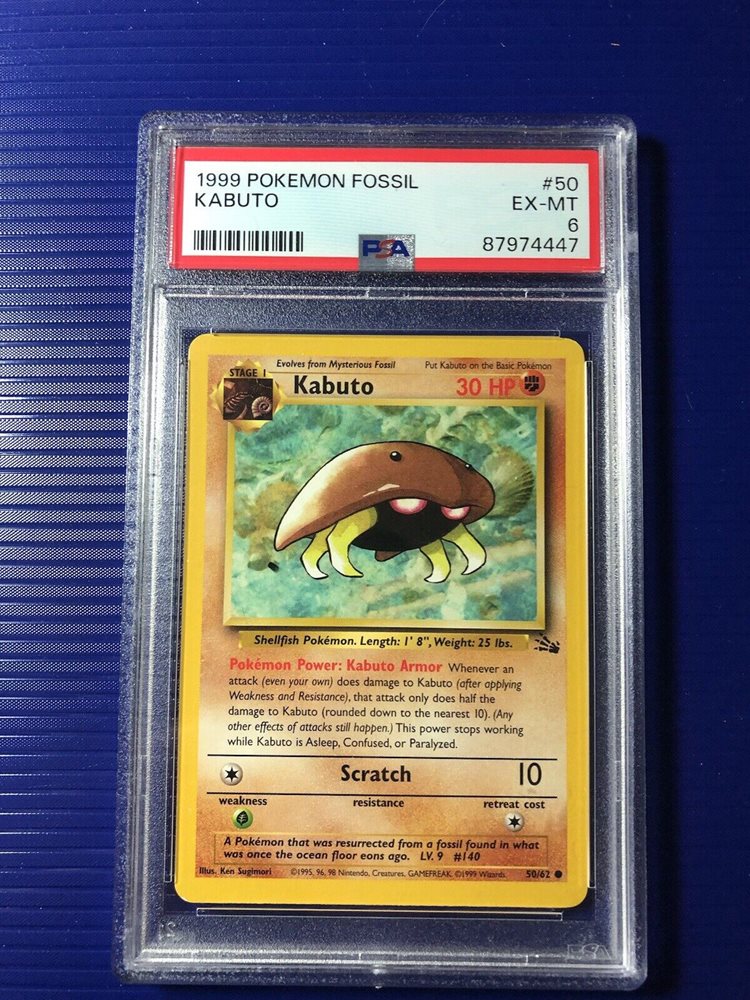 1999 POKEMON FOSSIL #50
KABUTO EX-MT
6
PSA 87974447
Evolves from Mysterious Fossil Put Kabuto on the Basic Pokémon
STAGE 1 Kabuto 30 HP
Shellfish Pokémon. Length: 1' 8", Weight: 25 lbs.
Pokémon Power: Kabuto Armor Whenever an
attack (even your own) does damage to Kabuto (after applying
Weakness and Resistance), that attack only does half the
damage to Kabuto (rounded down to the nearest 10). (Any
other effects of attacks still happen.) This power stops working
while Kabuto is Asleep, Confused, or Paralyzed.
Scratch 10
weakness resistance retreat cost
A Pokémon that was resurrected from a fossil found in what
was once the ocean floor eons ago. LV. 9 #140
Illus. Ken Sugimori ©1995, 96, 98 Nintendo, Creatures, GAMEFREAK. ©1999 Wizards. 50/62
PSA